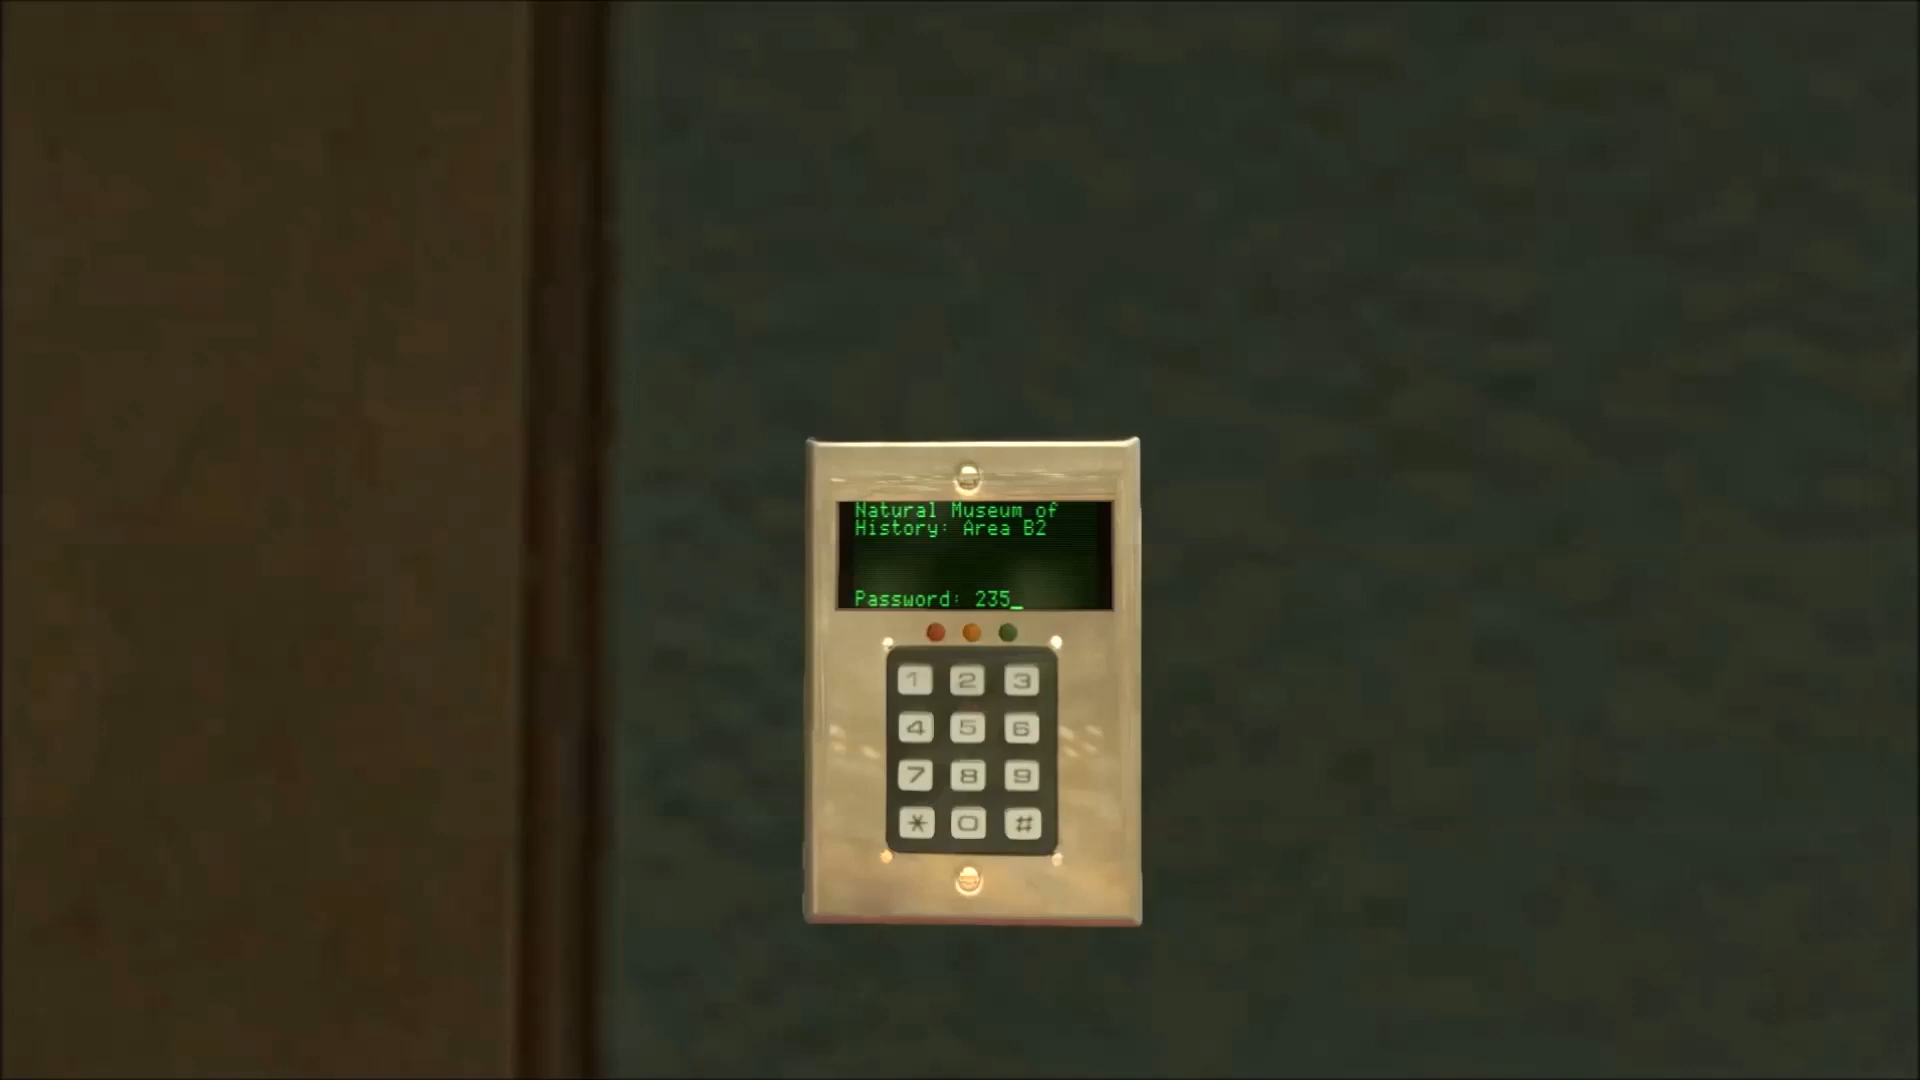 Natural Museum of
History: Area B2
Password: 235_
1 2 3
4 5 6
7 8 9
* 0 #